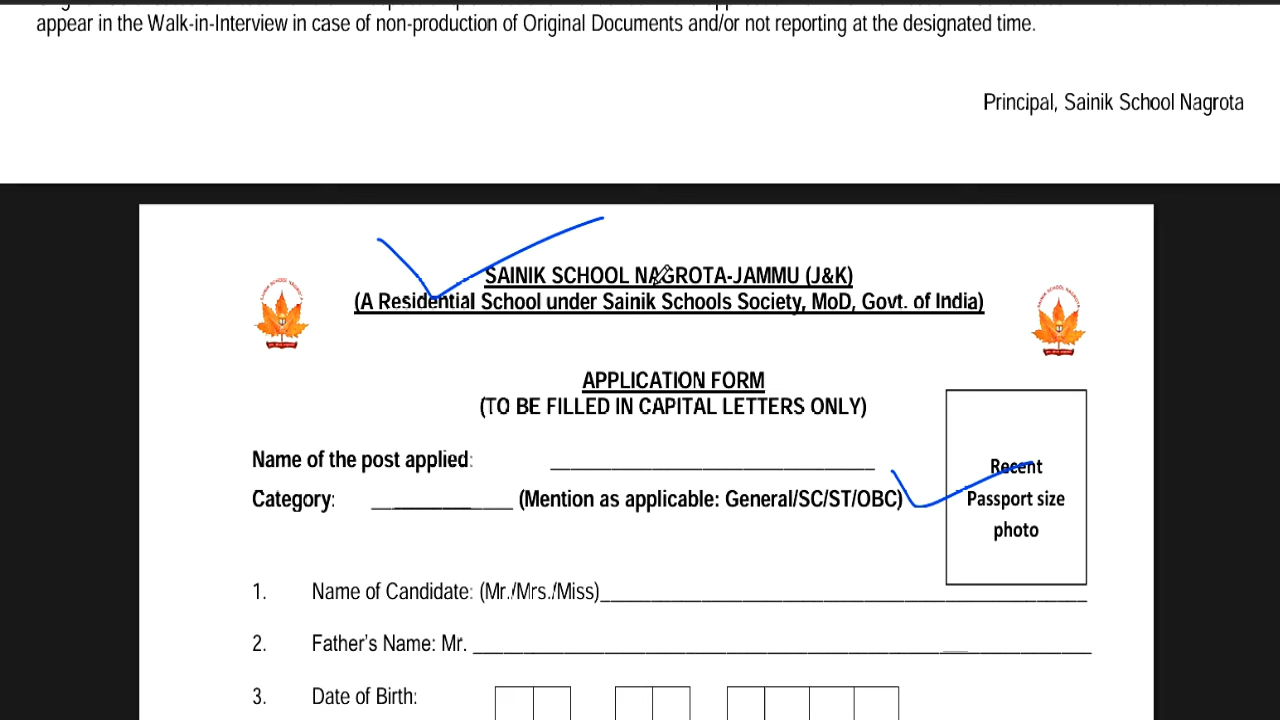 appear in the Walk-in-Interview in case of non-production of Original Documents and/or not reporting at the designated time.
Principal, Sainik School Nagrota
SAINIK SCHOOL NAGROTA-JAMMU (J&K)
(A Residential School under Sainik Schools Society, MoD, Govt. of India)
APPLICATION FORM
(TO BE FILLED IN CAPITAL LETTERS ONLY)
Name of the post applied: ______________________________
Category: _____________ (Mention as applicable: General/SC/ST/OBC)
Recent
Passport size
photo
1. Name of Candidate: (Mr./Mrs./Miss)______________________________________________
2. Father's Name: Mr. ___________________________________________________________
3. Date of Birth: